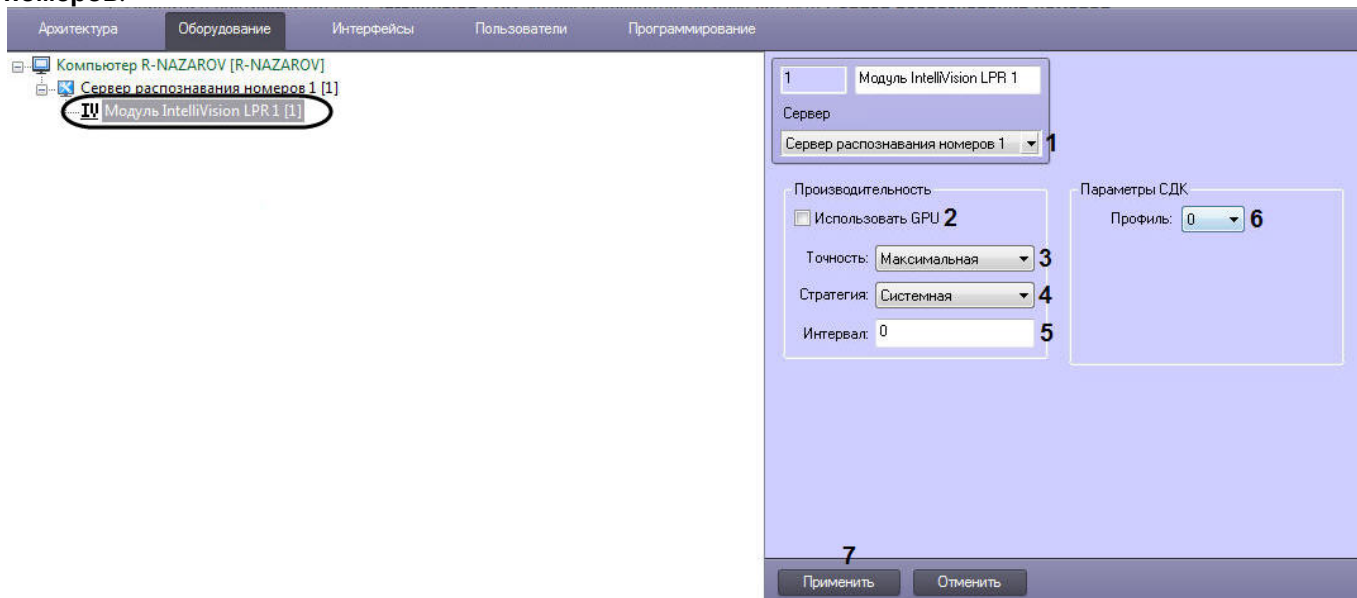 номеров.
Архитектура Оборудование Интерфейсы Пользователи Программирование
Компьютер R-NAZAROV [R-NAZAROV]
Сервер распознавания номеров 1 [1]
Модуль IntelliVision LPR 1 [1]
1 Модуль IntelliVision LPR 1
Сервер
Сервер распознавания номеров 1 1
Производительность
Использовать GPU 2
Точность: Максимальная 3
Стратегия: Системная 4
Интервал: 0 5
Параметры СДК
Профиль: 0 6
7
Применить Отменить